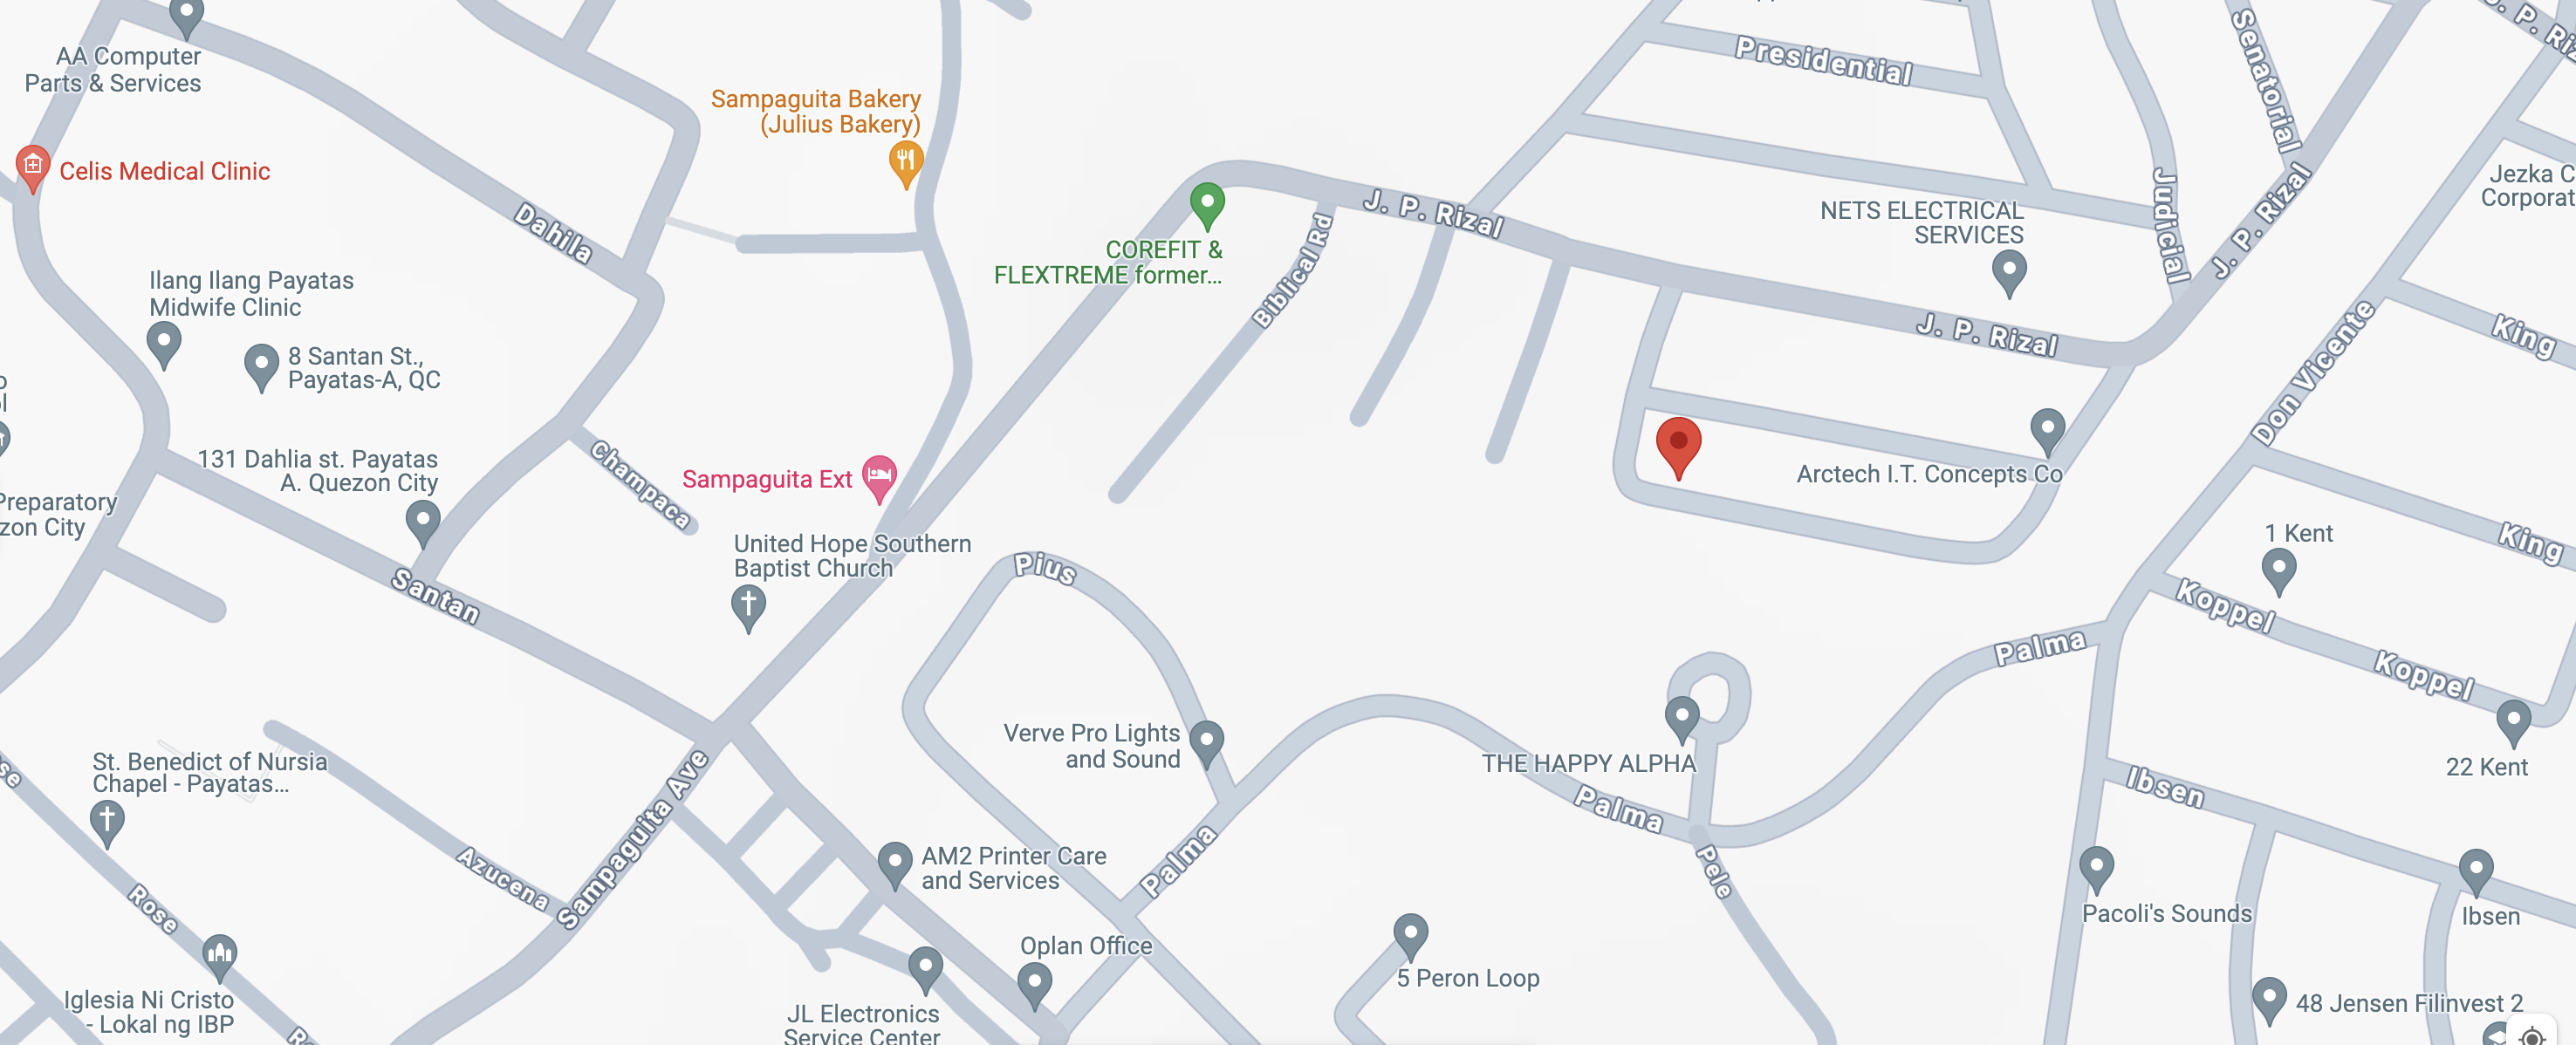 AA Computer
Parts & Services
Celis Medical Clinic
Dahlia
Sampaguita Bakery
(Julius Bakery)
Ilang Ilang Payatas
Midwife Clinic
8 Santan St.,
Payatas-A, QC
131 Dahlia st. Payatas
A. Quezon City
Preparatory
zon City
Champaca
Santan
Sampaguita Ext
United Hope Southern
Baptist Church
COREFIT &
FLEXTREME former...
Biblical Rd
J. P. Rizal
Presidential
Senatorial
Judicial
J. P. Rizal
J. P. Riz
NETS ELECTRICAL
SERVICES
J. P. Rizal
Jezka C
Corporat
King
Don Vicente
Arctech I.T. Concepts Co
King
1 Kent
Koppel
Koppel
22 Kent
Pius
Palma
Verve Pro Lights
and Sound
THE HAPPY ALPHA
Palma
Palma
Pele
Ibsen
Pacoli's Sounds
Ibsen
48 Jensen Filinvest 2
5 Peron Loop
St. Benedict of Nursia
Chapel - Payatas...
se
Rose
Azucena
Sampaguita Ave
AM2 Printer Care
and Services
Oplan Office
Iglesia Ni Cristo
- Lokal ng IBP
JL Electronics
Service Center